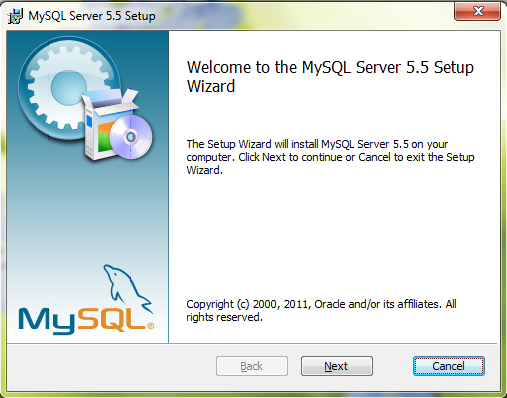 MySQL Server 5.5 Setup
Welcome to the MySQL Server 5.5 Setup
Wizard
The Setup Wizard will install MySQL Server 5.5 on your
computer. Click Next to continue or Cancel to exit the Setup
Wizard.
MySQL®
Copyright (c) 2000, 2011, Oracle and/or its affiliates. All
rights reserved.
Back Next Cancel